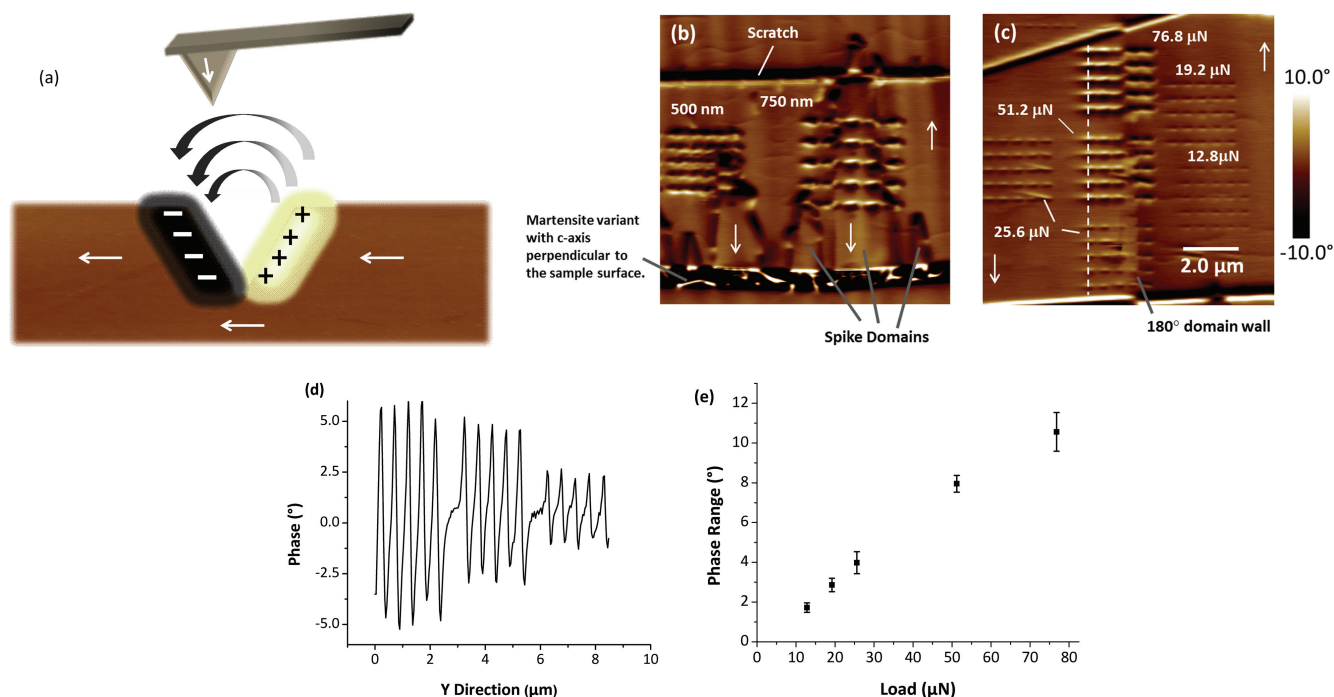 (a)
− − − −
+ + + +
(b)
Scratch
500 nm
750 nm
Martensite variant
with c-axis
perpendicular to
the sample surface.
Spike Domains
(c)
76.8 µN
19.2 µN
51.2 µN
12.8µN
25.6 µN
2.0 µm
180° domain wall
10.0°
-10.0°
(d)
Phase (°)
5.0
2.5
0.0
-2.5
-5.0
0 2 4 6 8 10
Y Direction (µm)
(e)
Phase Range (°)
12
10
8
6
4
2
0
0 10 20 30 40 50 60 70 80
Load (µN)